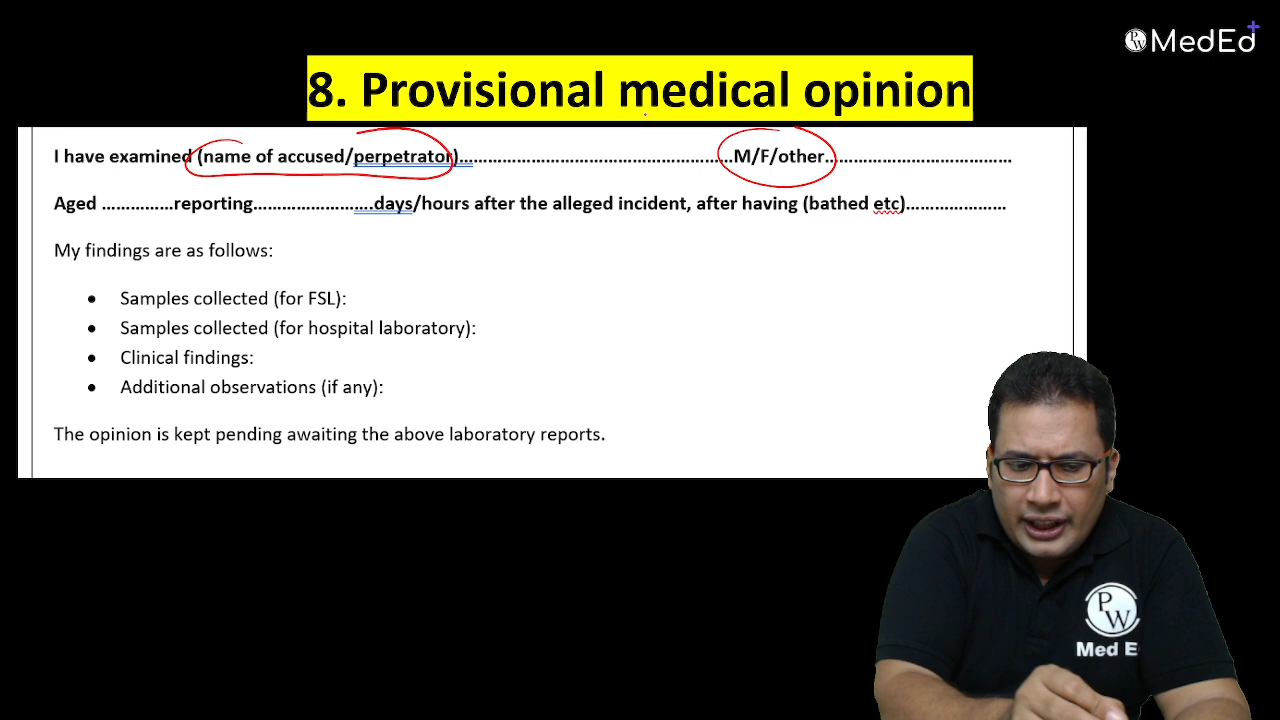 MedEd
8. Provisional medical opinion
I have examined (name of accused/perpetrator)………………………………………………M/F/other……………………………
Aged ……………reporting…………………….days/hours after the alleged incident, after having (bathed etc)…………………
My findings are as follows:
• Samples collected (for FSL):
• Samples collected (for hospital laboratory):
• Clinical findings:
• Additional observations (if any):
The opinion is kept pending awaiting the above laboratory reports.
P
W
Med E